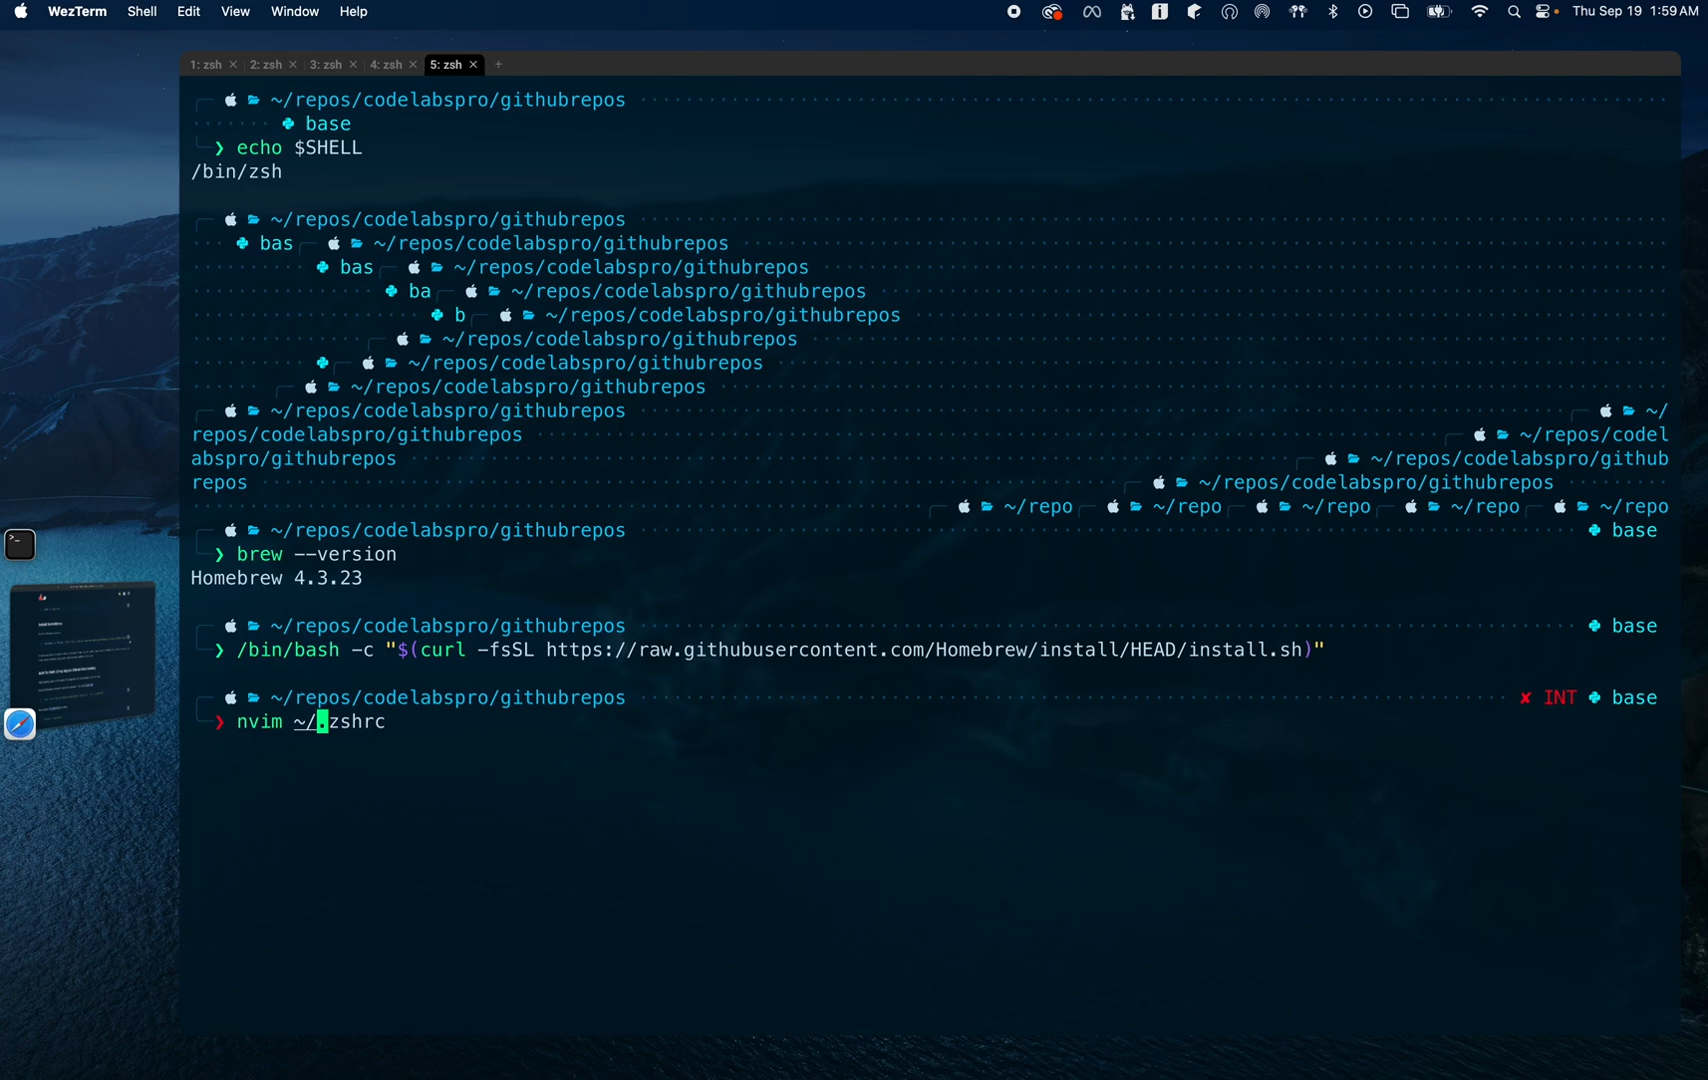 WezTerm Shell Edit View Window Help Thu Sep 19 1:59 AM
1: zsh × 2: zsh × 3: zsh × 4: zsh × 5: zsh × +
~/repos/codelabspro/githubrepos
base
❯ echo $SHELL
/bin/zsh
~/repos/codelabspro/githubrepos
bas ~/repos/codelabspro/githubrepos
bas ~/repos/codelabspro/githubrepos
ba ~/repos/codelabspro/githubrepos
b ~/repos/codelabspro/githubrepos
~/repos/codelabspro/githubrepos
~/repos/codelabspro/githubrepos
~/repos/codelabspro/githubrepos
~/repos/codelabspro/githubrepos ~/
repos/codelabspro/githubrepos ~/repos/codel
abspro/githubrepos ~/repos/codelabspro/github
repos ~/repos/codelabspro/githubrepos
~/repo ~/repo ~/repo ~/repo ~/repo
~/repos/codelabspro/githubrepos base
❯ brew --version
Homebrew 4.3.23
~/repos/codelabspro/githubrepos base
❯ /bin/bash -c "$(curl -fsSL https://raw.githubusercontent.com/Homebrew/install/HEAD/install.sh)"
~/repos/codelabspro/githubrepos ✘ INT base
❯ nvim ~/.zshrc